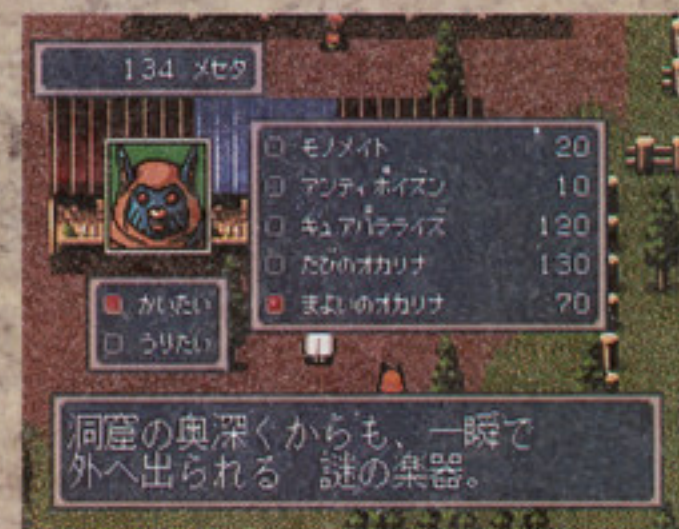 134 メセタ
モノメイト 20
アンティポイズン 10
キュアパラライズ 120
たびのオカリナ 130
まよいのオカリナ 70
かいたい
うりたい
洞窟の奥深くからも、一瞬で
外へ出られる 謎の楽器。